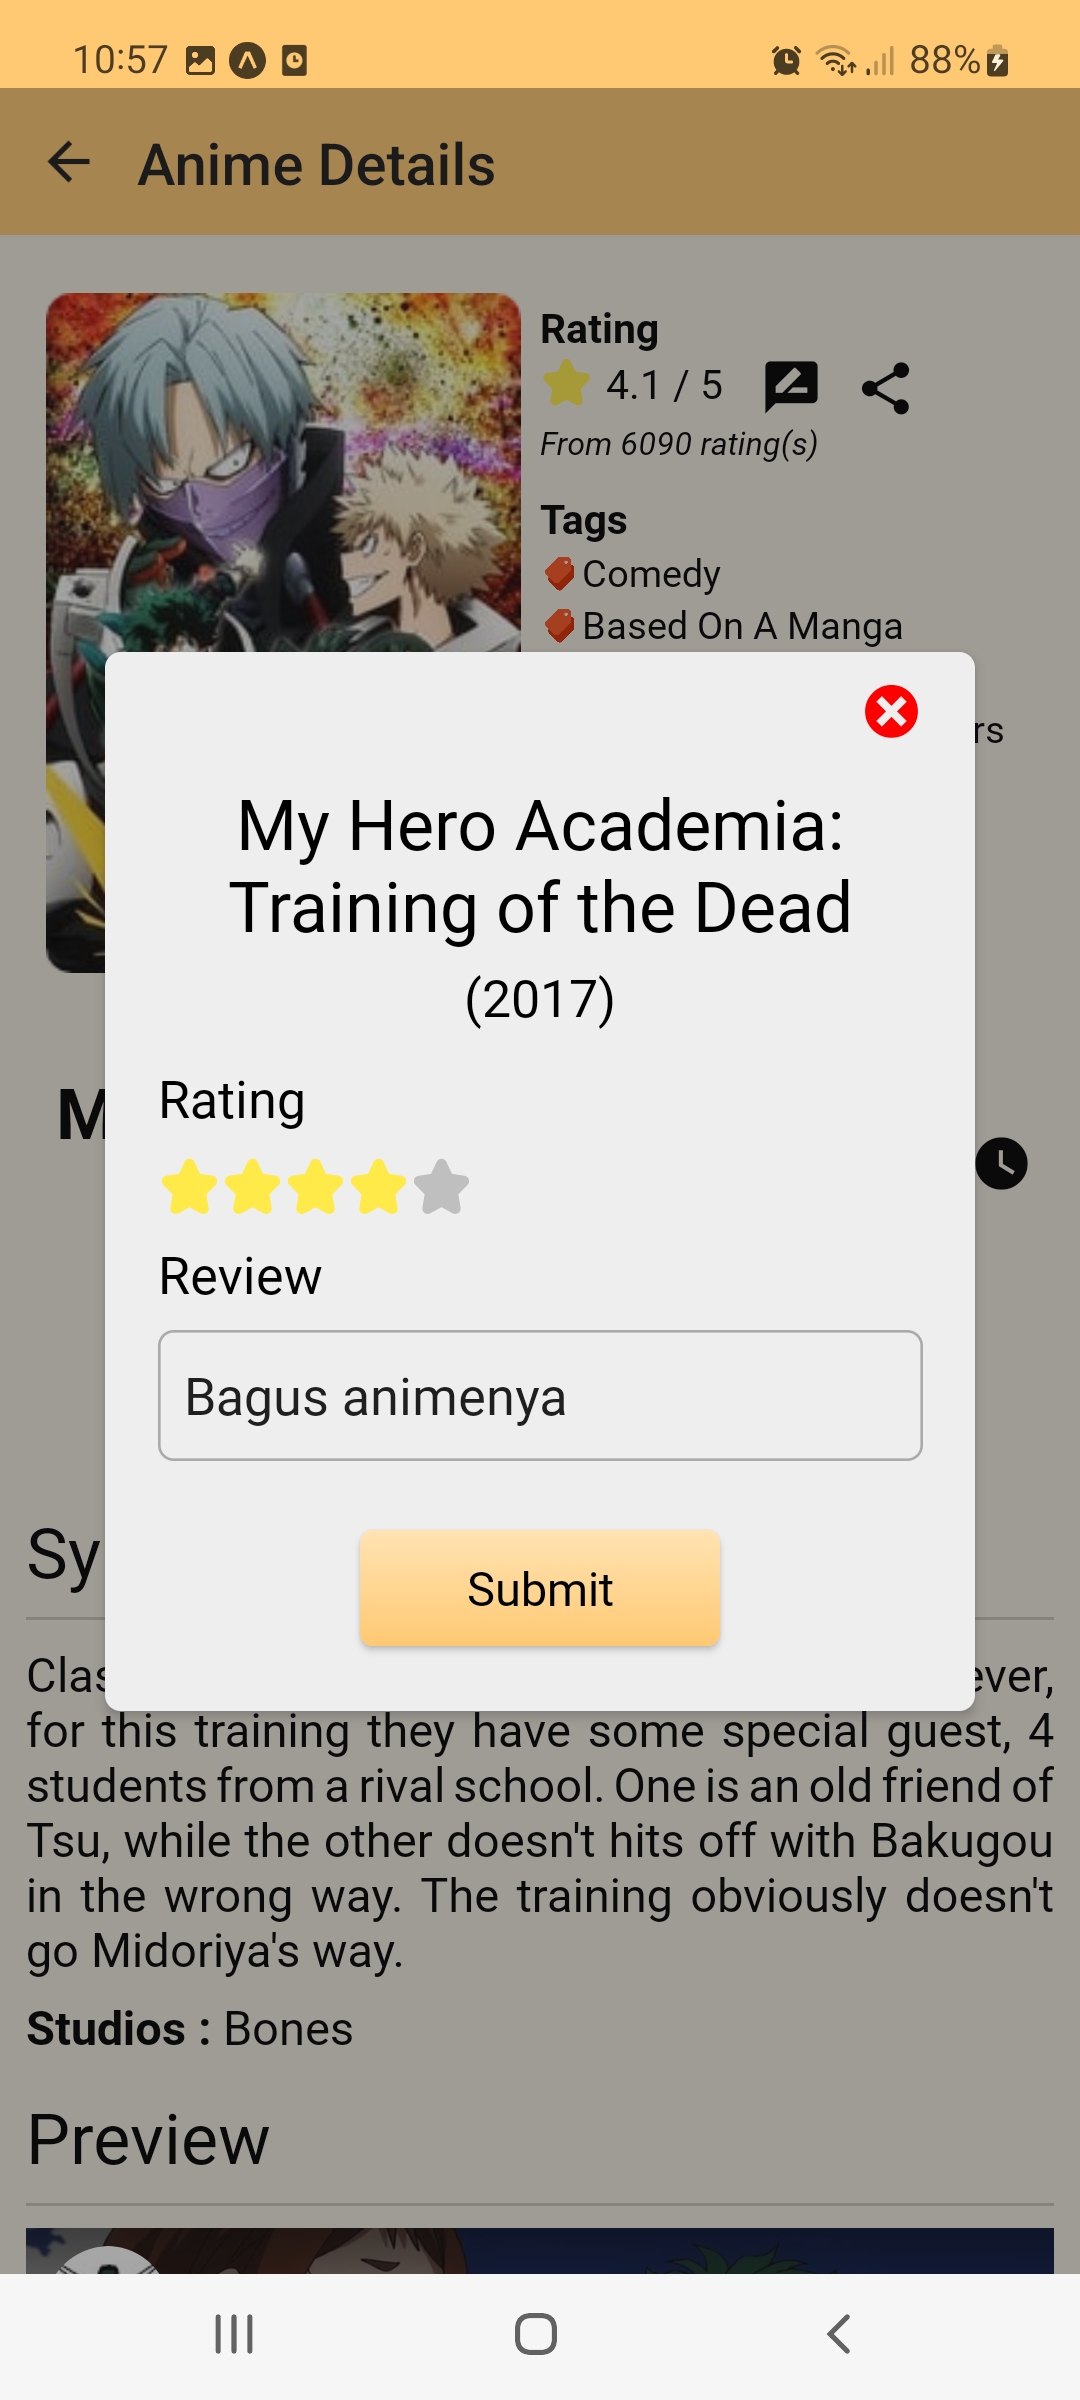 10:57 88%
Anime Details
Rating
4.1 / 5
From 6090 rating(s)
Tags
Comedy
Based On A Manga
rs
My Hero Academia:
Training of the Dead
(2017)
M
Rating
Review
Bagus animenya
Submit
Sy
Clas ever,
for this training they have some special guest, 4
students from a rival school. One is an old friend of
Tsu, while the other doesn't hits off with Bakugou
in the wrong way. The training obviously doesn't
go Midoriya's way.
Studios : Bones
Preview